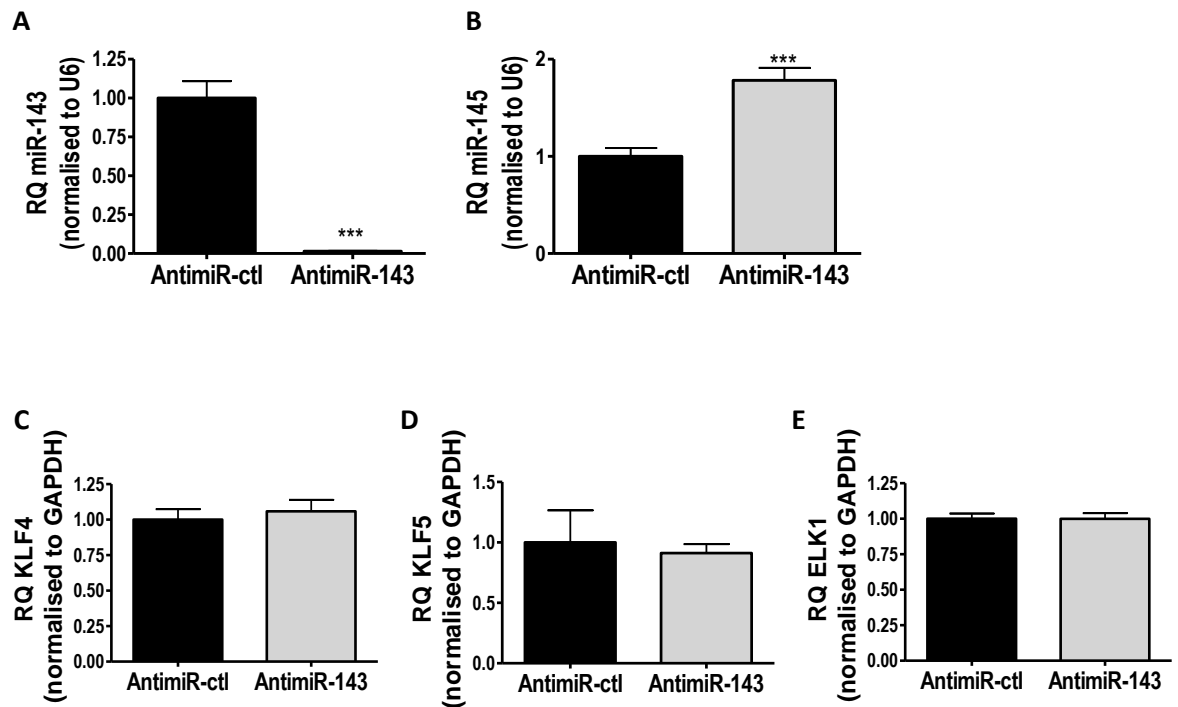 A
RQ miR-143
(normalised to U6)
1.25
1.00
0.75
0.50
0.25
0.00
***
AntimiR-ctl AntimiR-143
B
RQ miR-145
(normalised to U6)
2
1
0
***
AntimiR-ctl AntimiR-143
C
RQ KLF4
(normalised to GAPDH)
1.25
1.00
0.75
0.50
0.25
0.00
AntimiR-ctl AntimiR-143
D
RQ KLF5
(normalised to GAPDH)
1.5
1.0
0.5
0.0
AntimiR-ctl AntimiR-143
E
RQ ELK1
(normalised to GAPDH)
1.25
1.00
0.75
0.50
0.25
0.00
AntimiR-ctl AntimiR-143